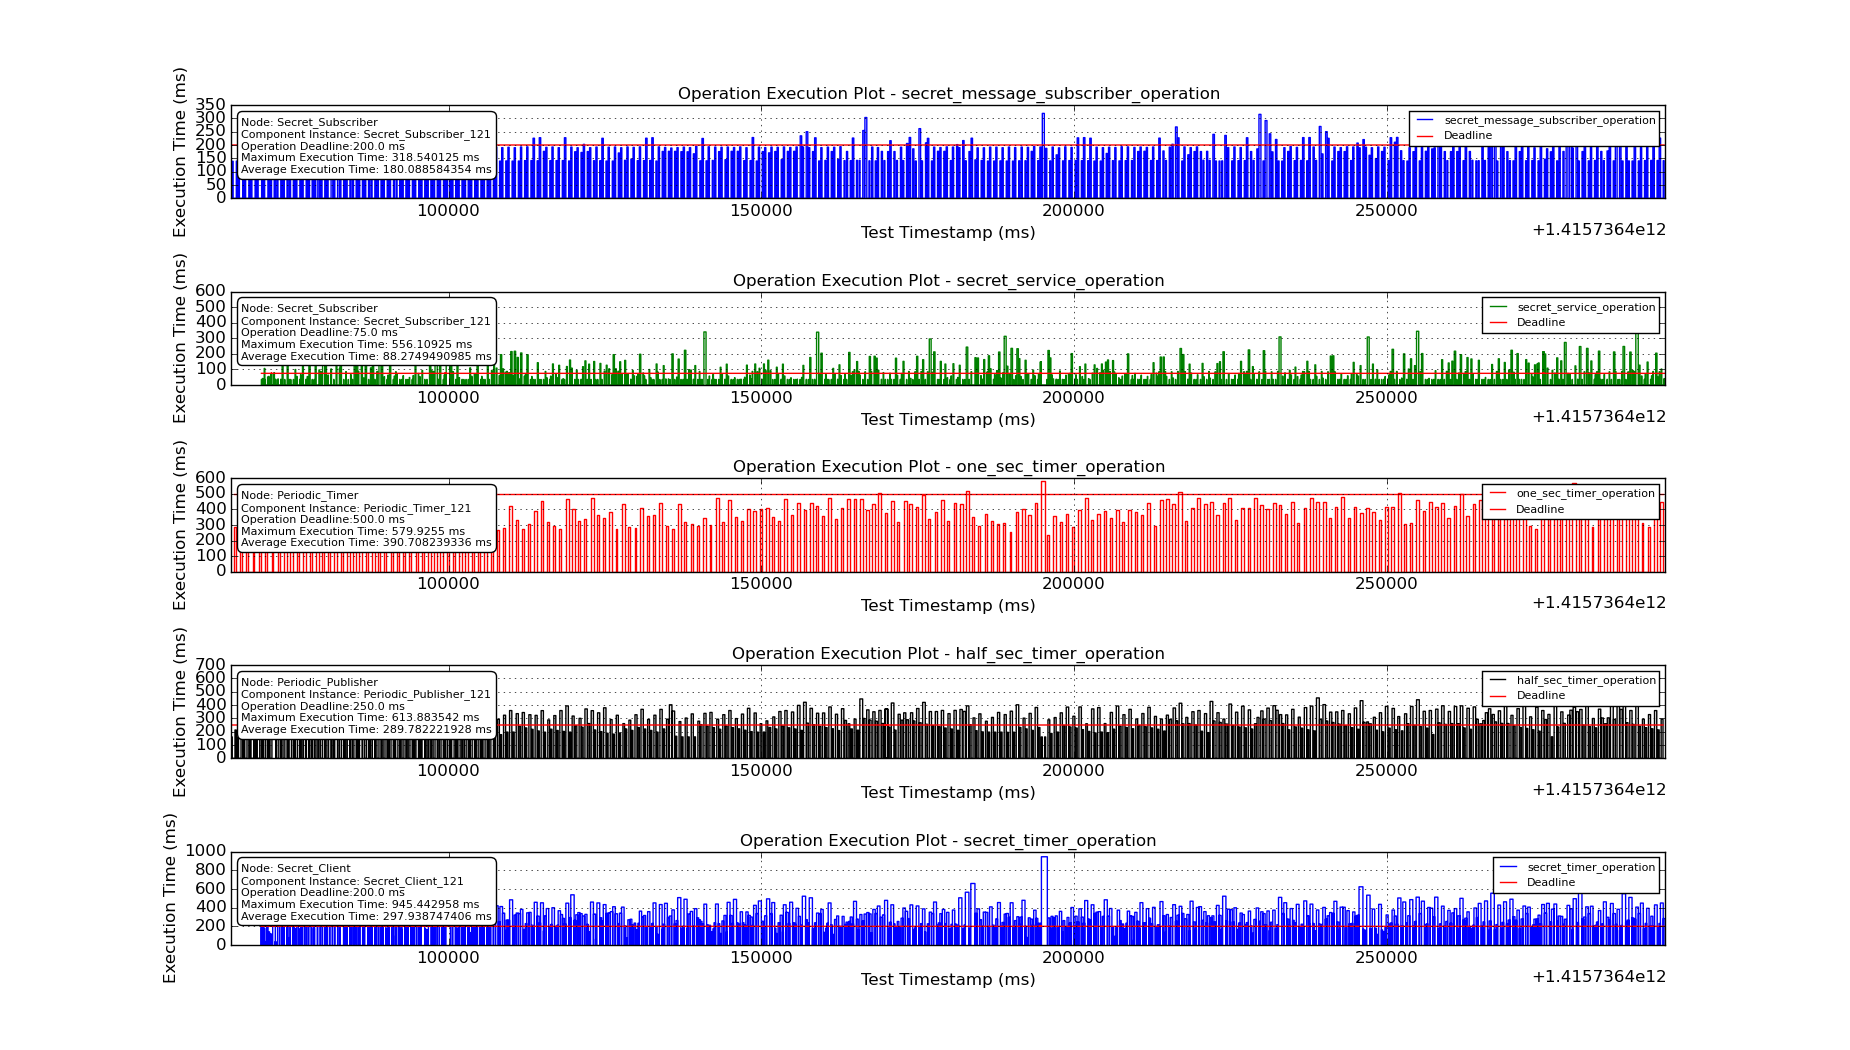 Operation Execution Plot - secret_message_subscriber_operation
Execution Time (ms)
350
300
250
200
150
100
50
0
Node: Secret_Subscriber
Component Instance: Secret_Subscriber_121
Operation Deadline:200.0 ms
Maximum Execution Time: 318.540125 ms
Average Execution Time: 180.088584354 ms
secret_message_subscriber_operation
Deadline
100000 150000 200000 250000
Test Timestamp (ms)
+1.4157364e12
Operation Execution Plot - secret_service_operation
Execution Time (ms)
600
500
400
300
200
100
0
Node: Secret_Subscriber
Component Instance: Secret_Subscriber_121
Operation Deadline:75.0 ms
Maximum Execution Time: 556.10925 ms
Average Execution Time: 88.2749490985 ms
secret_service_operation
Deadline
100000 150000 200000 250000
Test Timestamp (ms)
+1.4157364e12
Operation Execution Plot - one_sec_timer_operation
Execution Time (ms)
600
500
400
300
200
100
0
Node: Periodic_Timer
Component Instance: Periodic_Timer_121
Operation Deadline:500.0 ms
Maximum Execution Time: 579.9255 ms
Average Execution Time: 390.708239336 ms
one_sec_timer_operation
Deadline
100000 150000 200000 250000
Test Timestamp (ms)
+1.4157364e12
Operation Execution Plot - half_sec_timer_operation
Execution Time (ms)
700
600
500
400
300
200
100
0
Node: Periodic_Publisher
Component Instance: Periodic_Publisher_121
Operation Deadline:250.0 ms
Maximum Execution Time: 613.883542 ms
Average Execution Time: 289.782221928 ms
half_sec_timer_operation
Deadline
100000 150000 200000 250000
Test Timestamp (ms)
+1.4157364e12
Operation Execution Plot - secret_timer_operation
Execution Time (ms)
1000
800
600
400
200
0
Node: Secret_Client
Component Instance: Secret_Client_121
Operation Deadline:200.0 ms
Maximum Execution Time: 945.442958 ms
Average Execution Time: 297.938747406 ms
secret_timer_operation
Deadline
100000 150000 200000 250000
Test Timestamp (ms)
+1.4157364e12